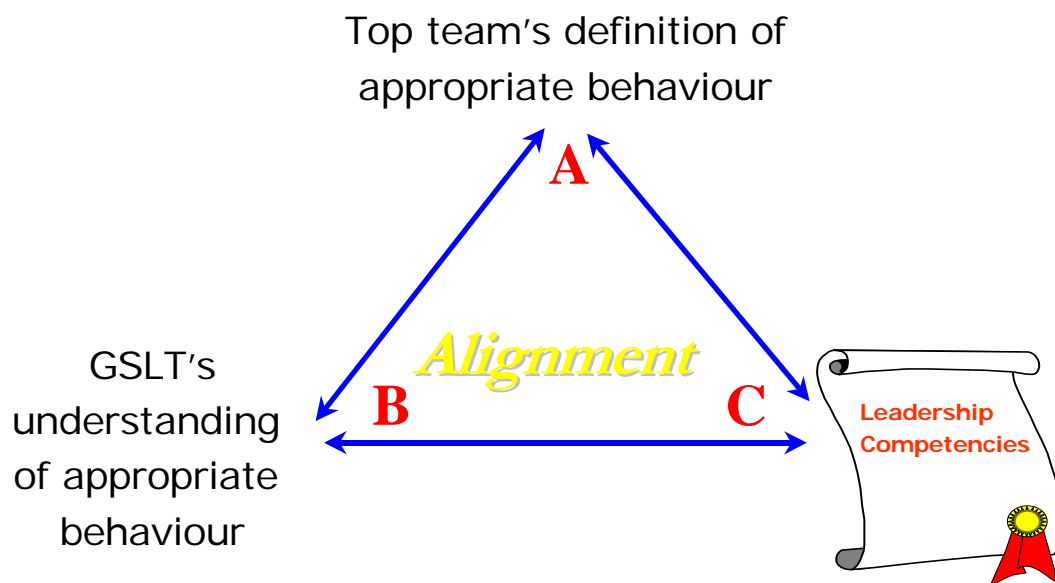 Top team's definition of
appropriate behaviour
A
Alignment
GSLT's
understanding
of appropriate
behaviour
B
C
Leadership
Competencies